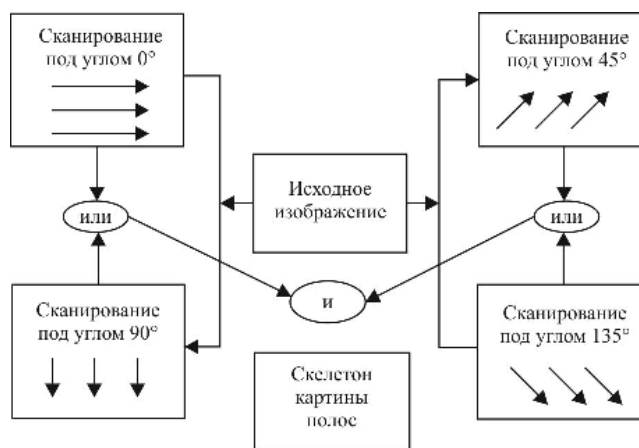 Сканирование
под углом 0°
Сканирование
под углом 45°
Исходное
изображение
или
или
и
Сканирование
под углом 90°
Сканирование
под углом 135°
Скелетон
картины
полос